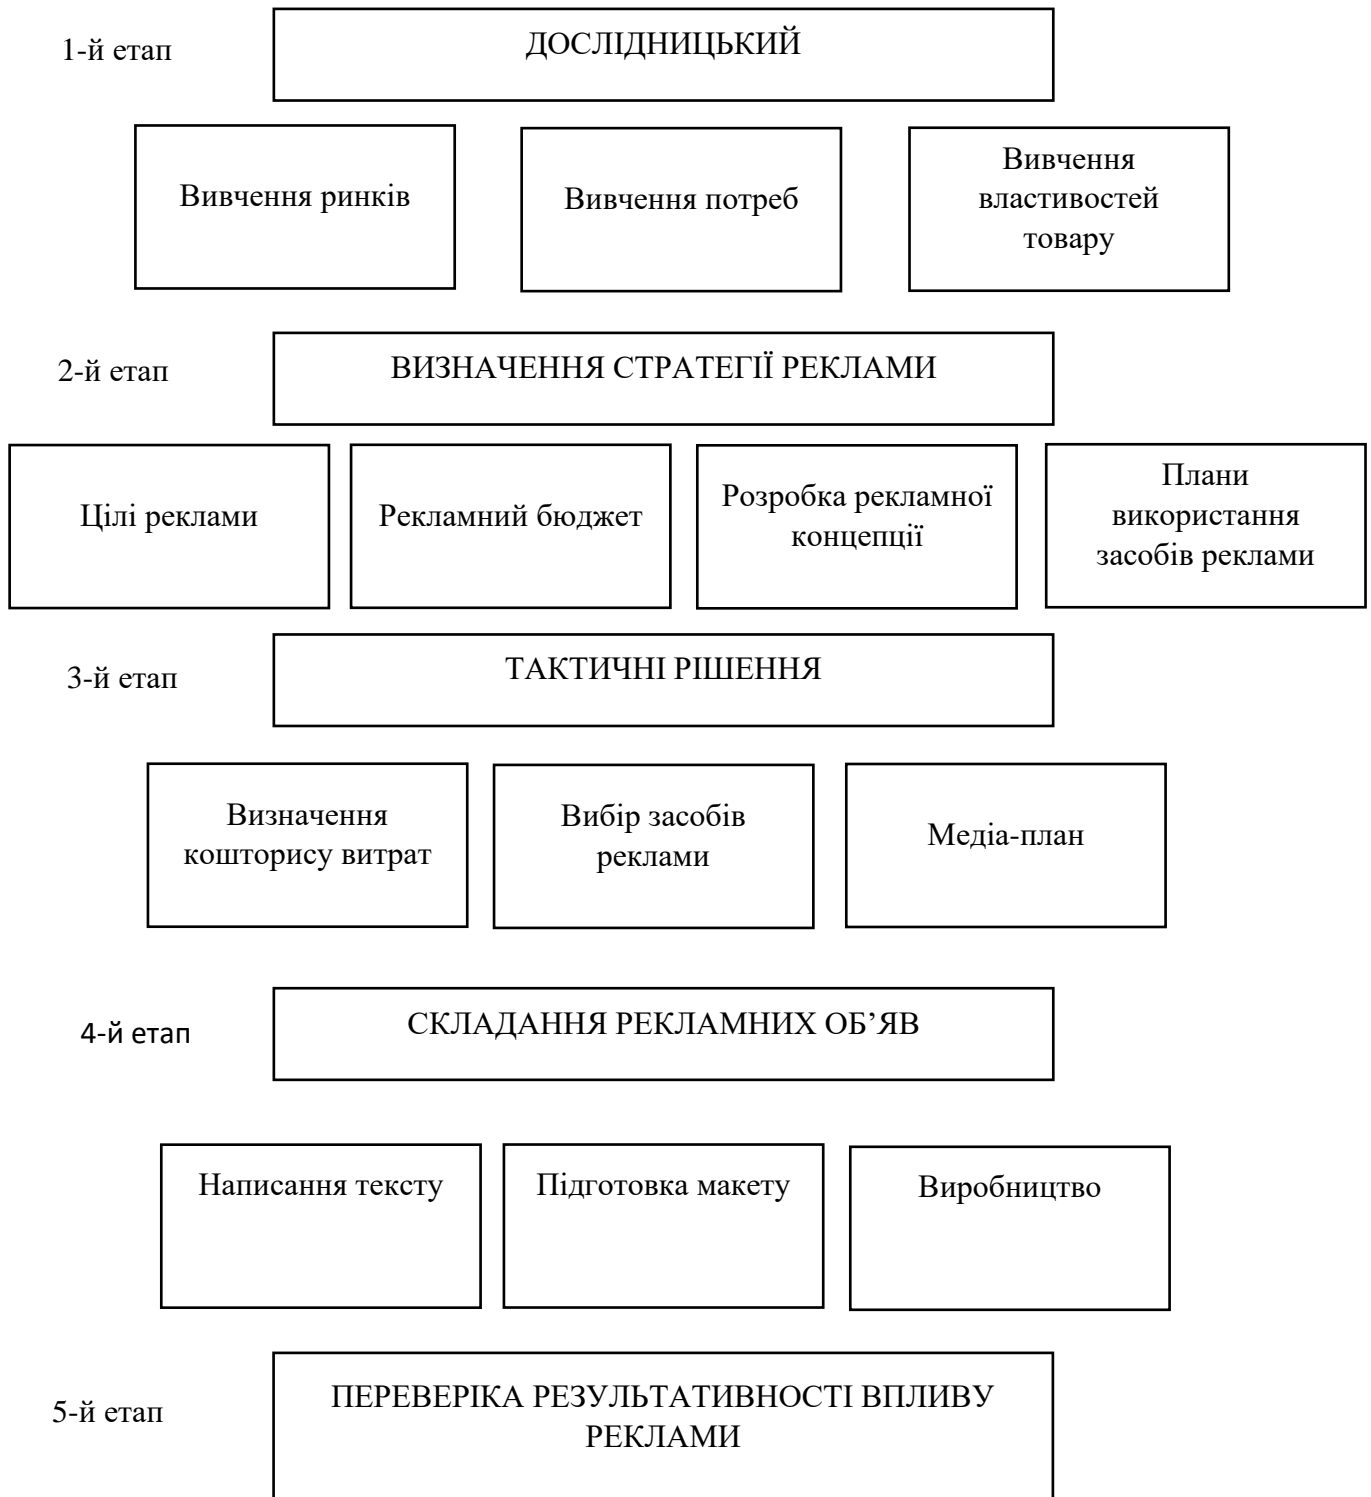 1-й етап
ДОСЛІДНИЦЬКИЙ
Вивчення ринків
Вивчення потреб
Вивчення
властивостей
товару
2-й етап
ВИЗНАЧЕННЯ СТРАТЕГІЇ РЕКЛАМИ
Цілі реклами
Рекламний бюджет
Розробка рекламної
концепції
Плани
використання
засобів реклами
3-й етап
ТАКТИЧНІ РІШЕННЯ
Визначення
кошторису витрат
Вибір засобів
реклами
Медіа-план
4-й етап
СКЛАДАННЯ РЕКЛАМНИХ ОБ’ЯВ
Написання тексту
Підготовка макету
Виробництво
5-й етап
ПЕРЕВЕРІКА РЕЗУЛЬТАТИВНОСТІ ВПЛИВУ
РЕКЛАМИ